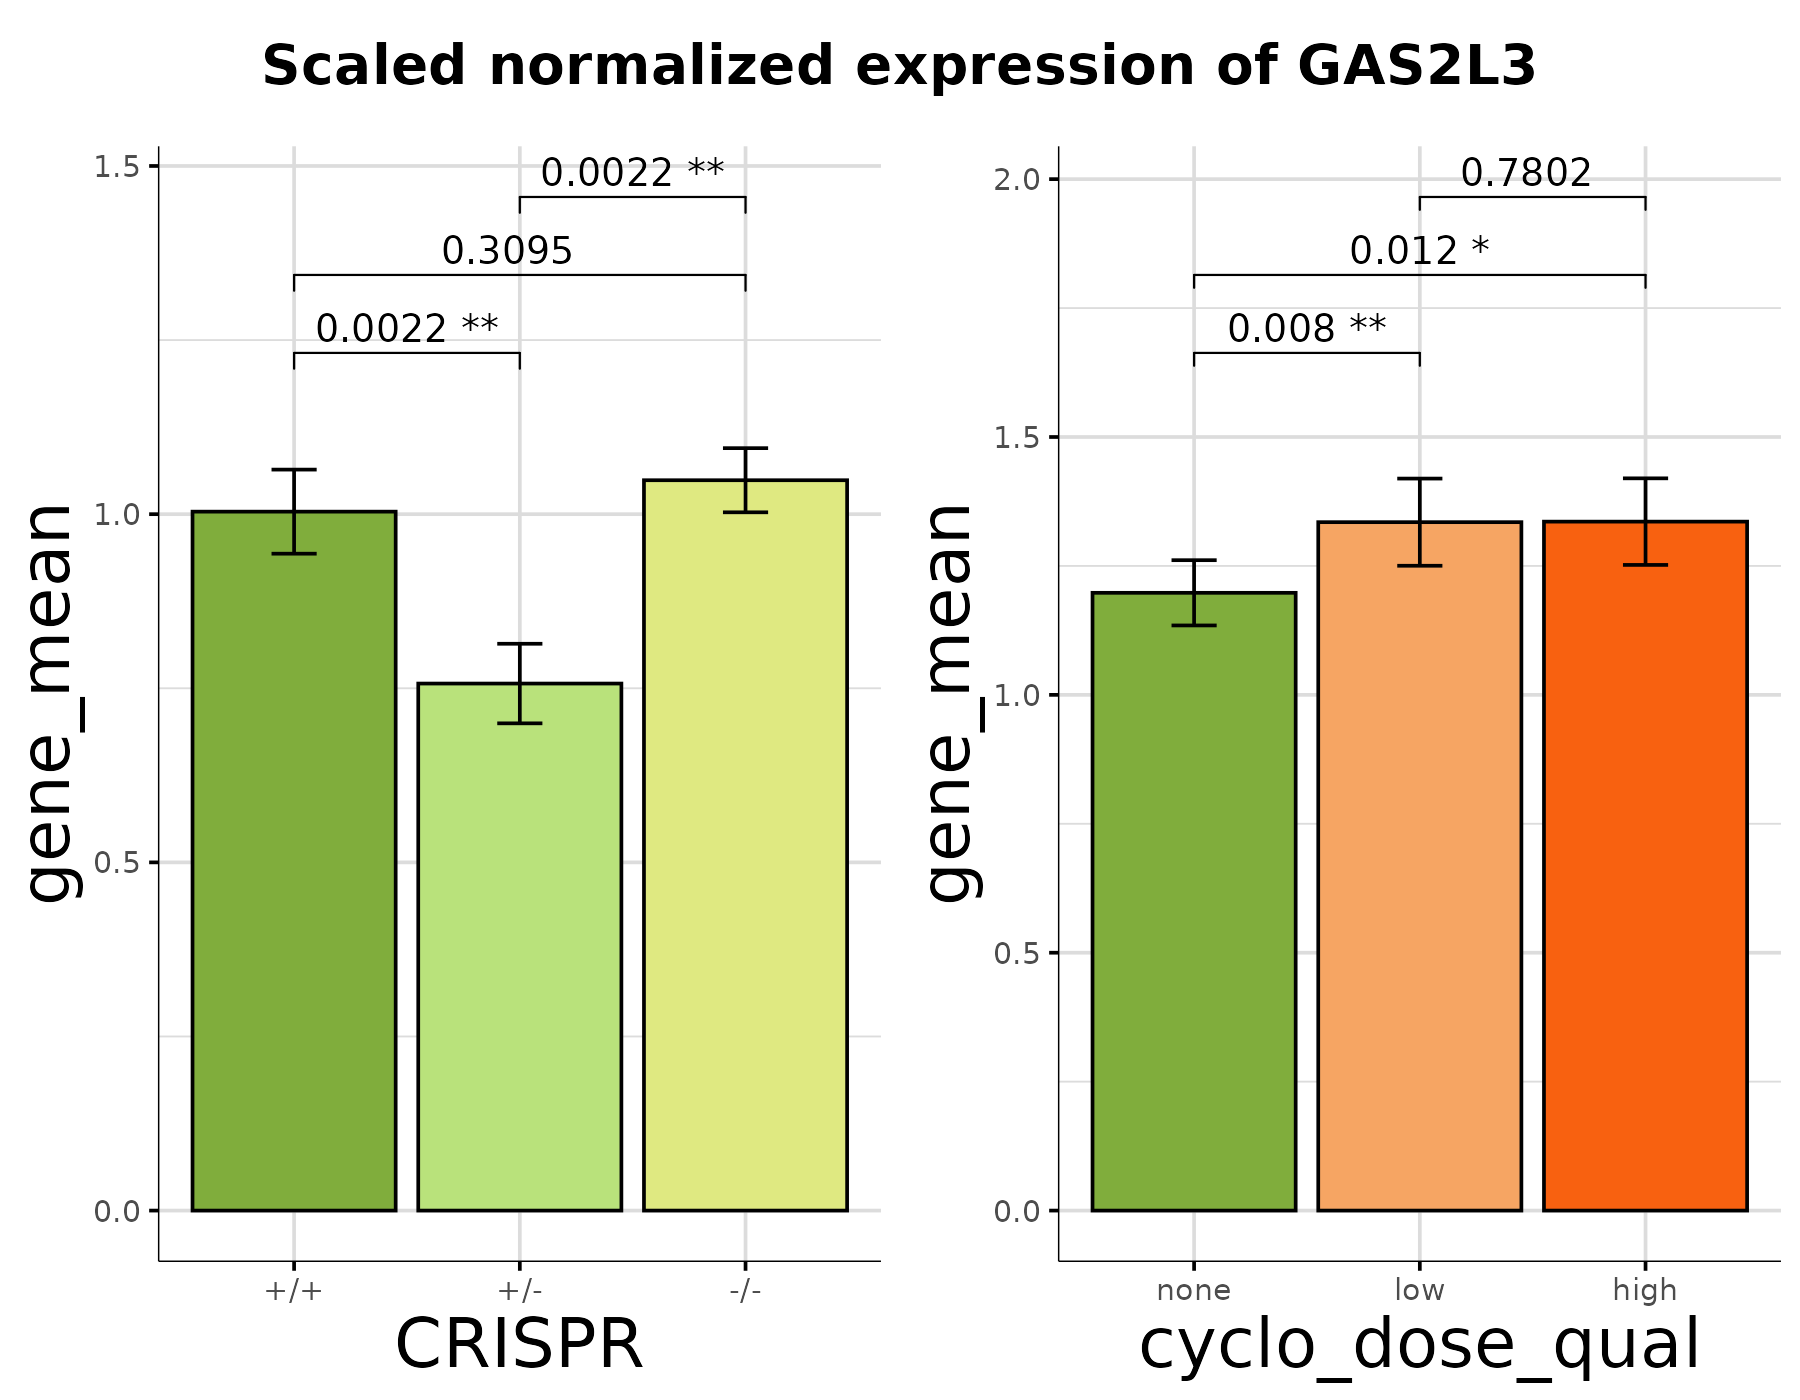 Scaled normalized expression of GAS2L3
gene_mean
1.5
1.0
0.5
0.0
0.0022 **
0.3095
0.0022 **
+/+
+/-
-/-
CRISPR
gene_mean
2.0
1.5
1.0
0.5
0.0
0.7802
0.012 *
0.008 **
none
low
high
cyclo_dose_qual